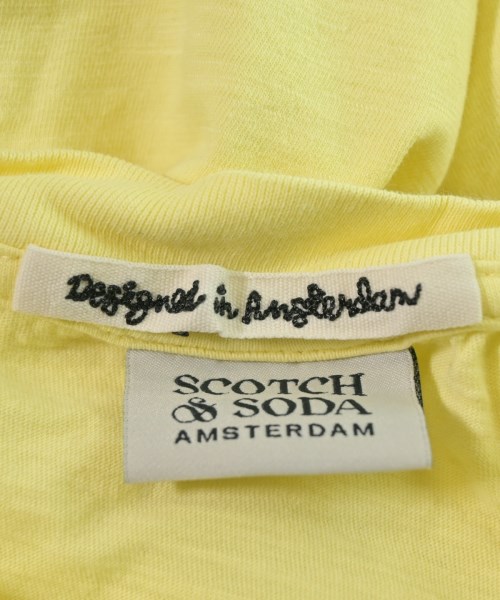 Designed in Amsterdam
SCOTCH
& SODA
AMSTERDAM